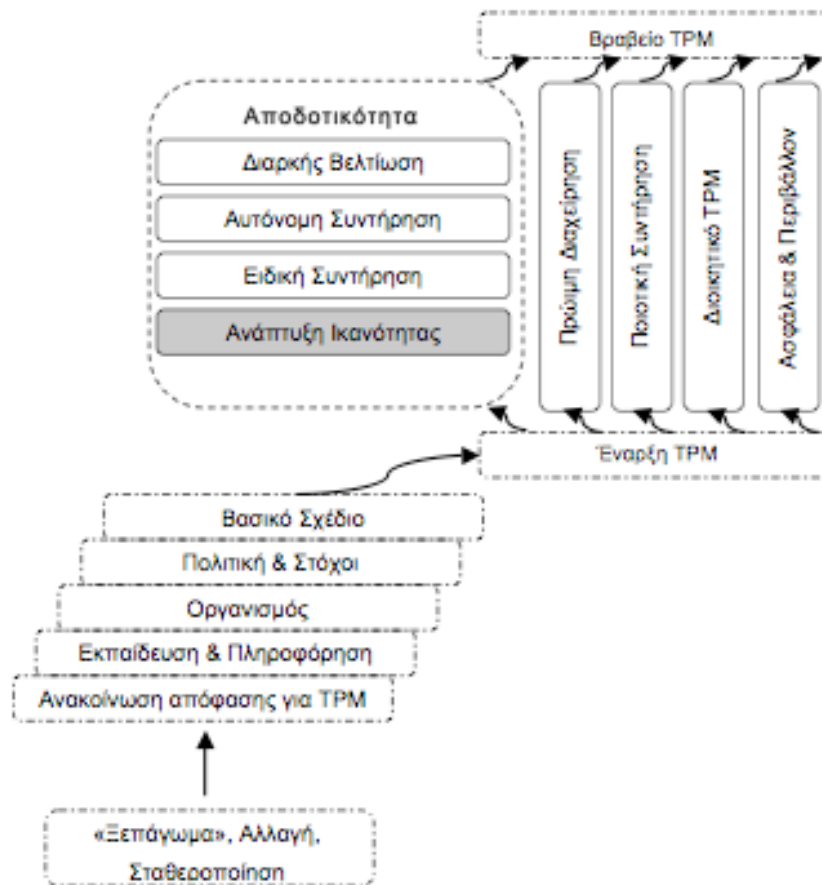 Βραβείο TPM
Αποδοτικότητα
Διαρκής Βελτίωση
Αυτόνομη Συντήρηση
Ειδική Συντήρηση
Ανάπτυξη Ικανότητας
Πρώιμη Διαχείρηση
Ποιοτική Συντήρηση
Διοικητικό TPM
Ασφάλεια & Περιβάλλον
Έναρξη TPM
Βασικό Σχέδιο
Πολιτική & Στόχοι
Οργανισμός
Εκπαίδευση & Πληροφόρηση
Ανακοίνωση απόφασης για TPM
«Ξεπάγωμα», Αλλαγή,
Σταθεροποίηση